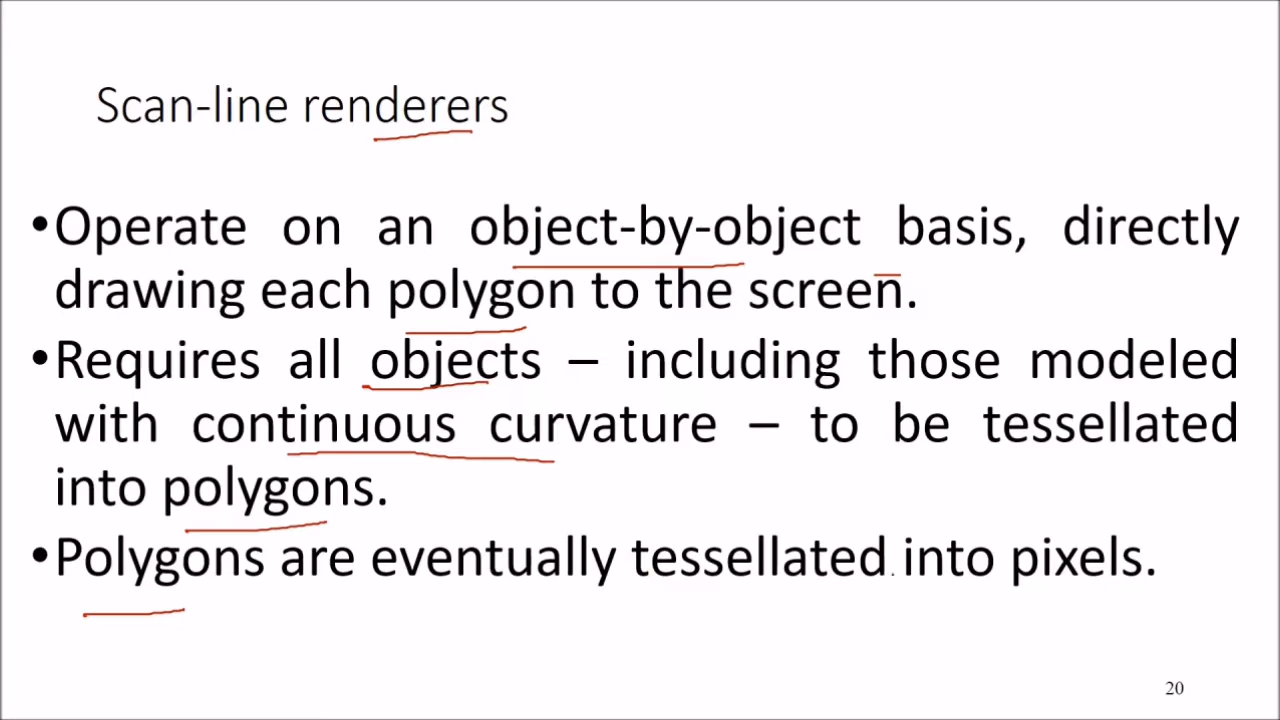 Scan-line renderers
•Operate on an object-by-object basis, directly
drawing each polygon to the screen.
•Requires all objects – including those modeled
with continuous curvature – to be tessellated
into polygons.
•Polygons are eventually tessellated into pixels.
20